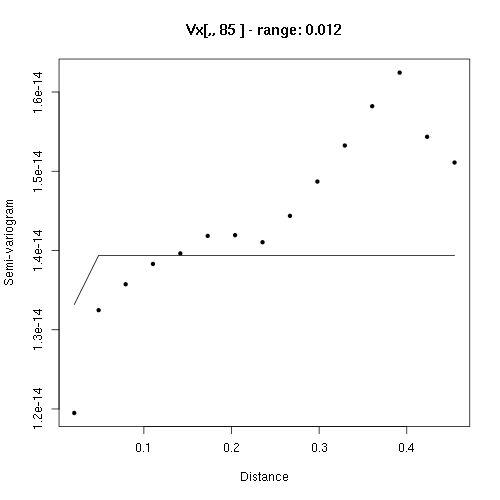 Vx[,, 85 ] - range: 0.012
1.6e-14
1.5e-14
1.4e-14
1.3e-14
1.2e-14
Semi-variogram
0.1 0.2 0.3 0.4
Distance